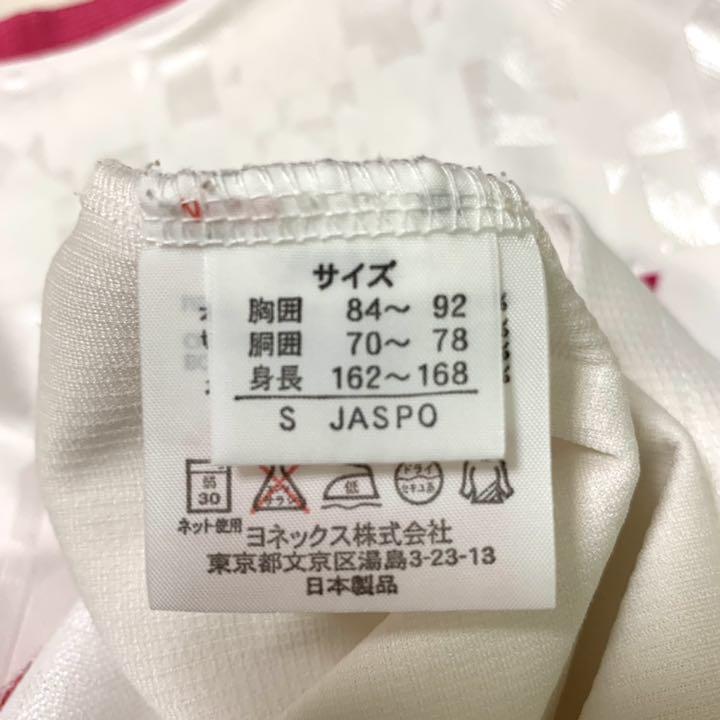 サイズ
胸囲 84〜 92
胴囲 70〜 78
身長 162〜168
S JASPO
弱
30
低
ドライ
セキユ系
ネット使用
ヨネックス株式会社
東京都文京区湯島3-23-13
日本製品